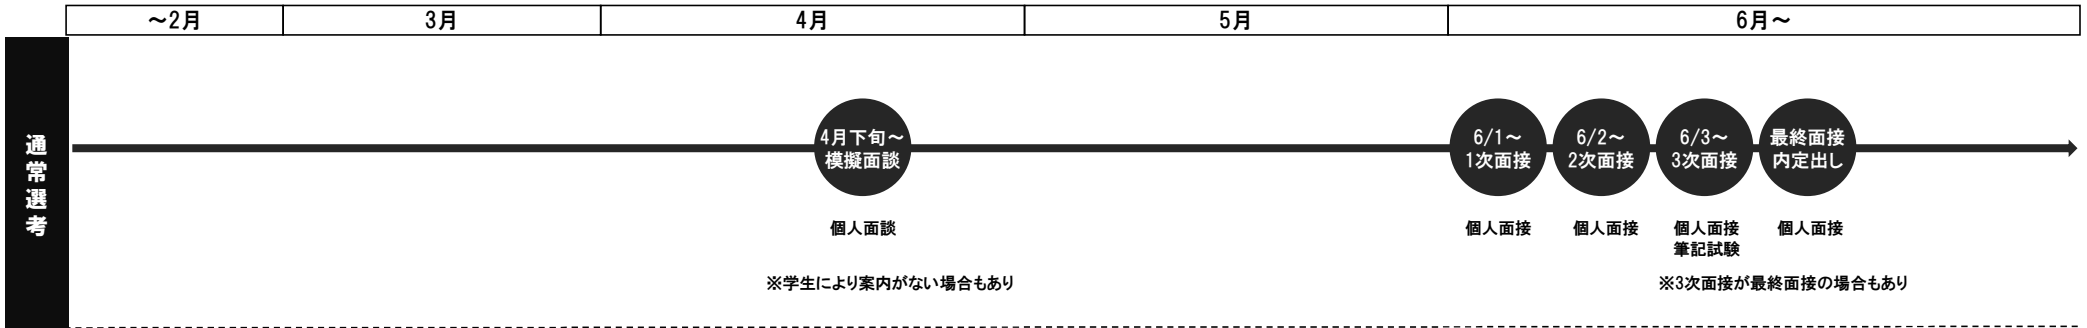 ～2月
3月
4月
5月
6月～
通常選考
4月下旬～
模擬面談
6/1～
1次面接
6/2～
2次面接
6/3～
3次面接
最終面接
内定出し
個人面談
個人面接
個人面接
個人面接
筆記試験
個人面接
※学生により案内がない場合もあり
※3次面接が最終面接の場合もあり